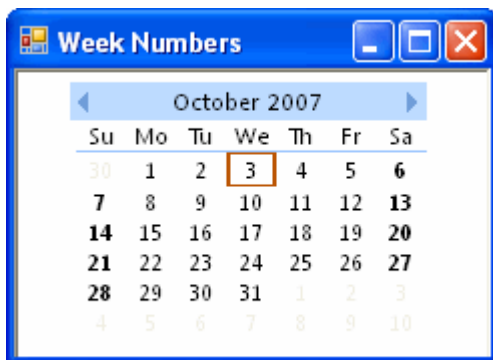 Week Numbers
October 2007
Su Mo Tu We Th Fr Sa
30 1 2 3 4 5 6
7 8 9 10 11 12 13
14 15 16 17 18 19 20
21 22 23 24 25 26 27
28 29 30 31 1 2 3
4 5 6 7 8 9 10